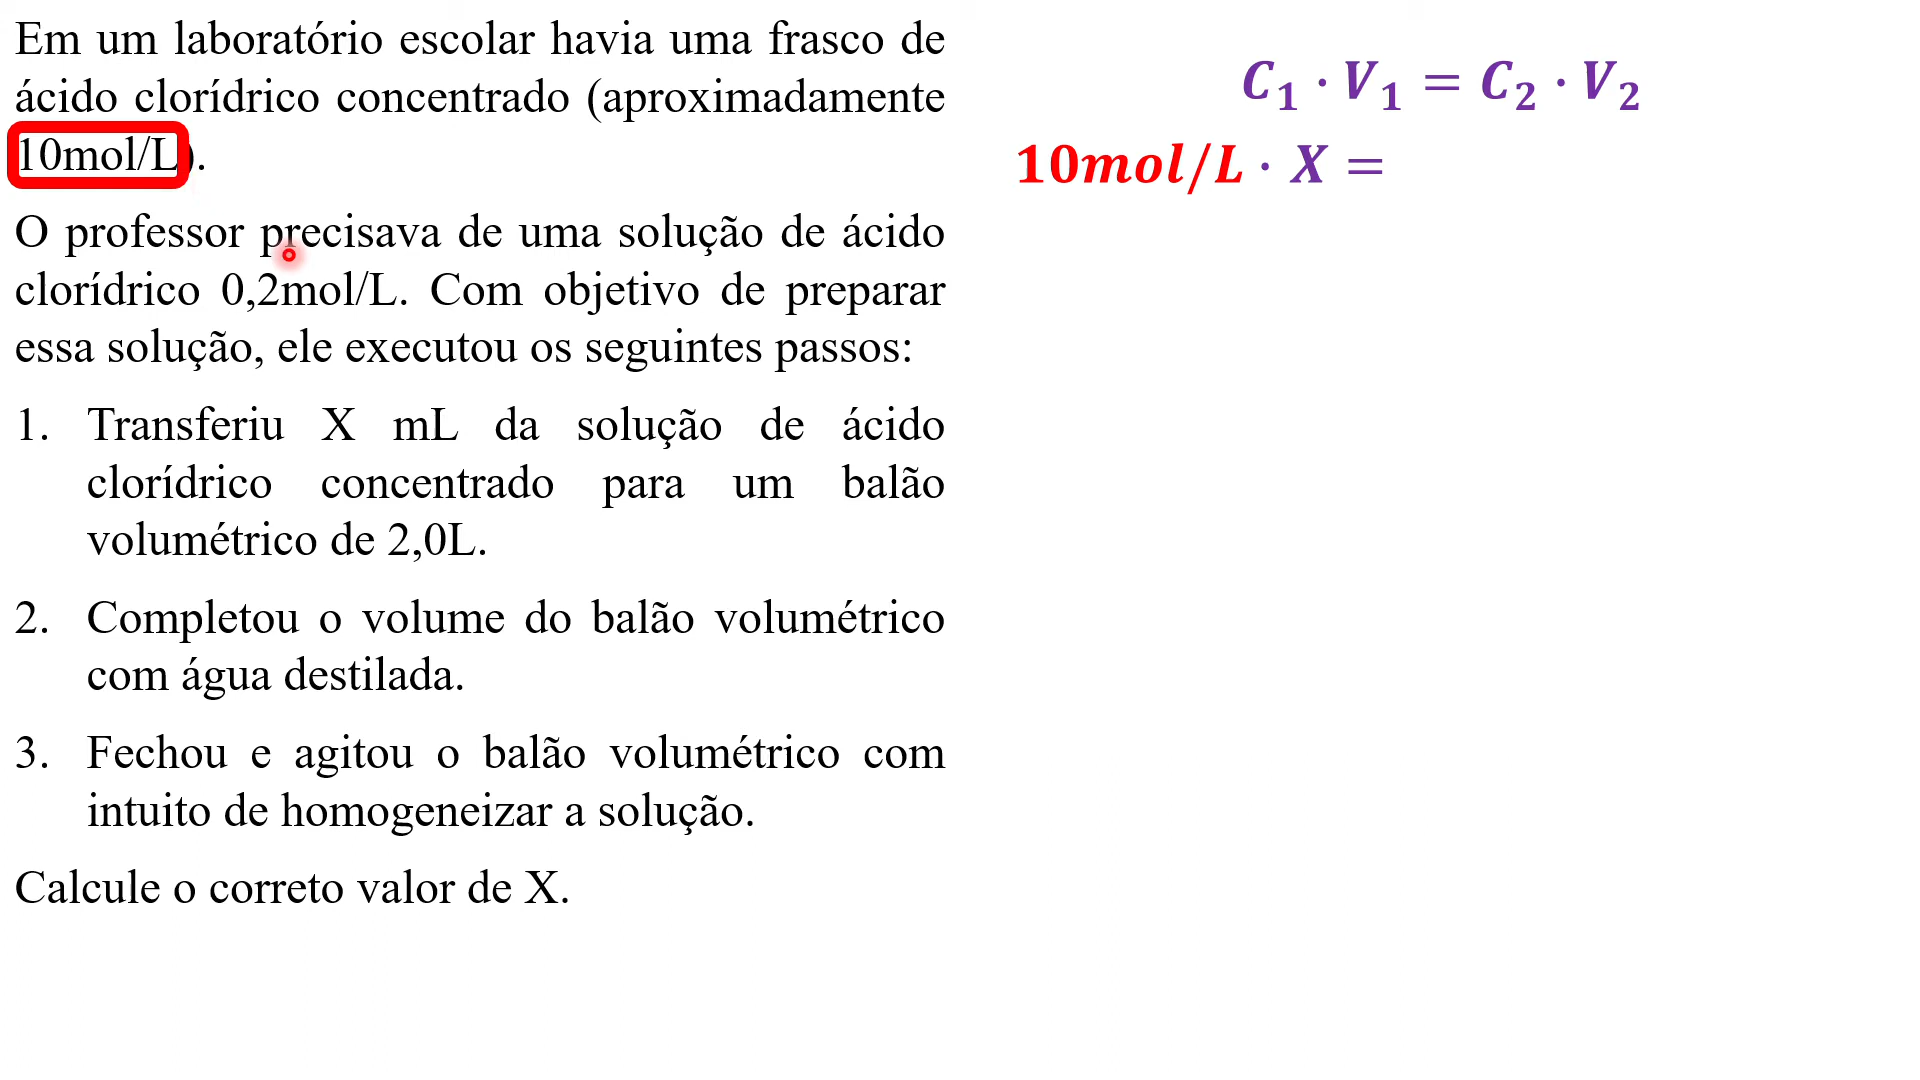 Em um laboratório escolar havia uma frasco de
ácido clorídrico concentrado (aproximadamente
10mol/L).
O professor precisava de uma solução de ácido
clorídrico 0,2mol/L. Com objetivo de preparar
essa solução, ele executou os seguintes passos:
1. Transferiu X mL da solução de ácido
clorídrico concentrado para um balão
volumétrico de 2,0L.
2. Completou o volume do balão volumétrico
com água destilada.
3. Fechou e agitou o balão volumétrico com
intuito de homogeneizar a solução.
Calcule o correto valor de X.
C₁ · V₁ = C₂ · V₂
10mol/L · X =